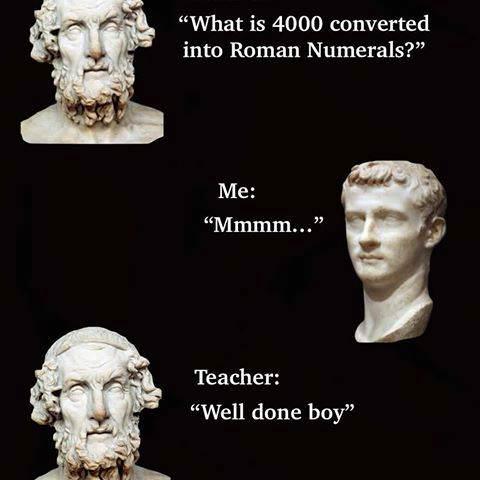 “What is 4000 converted
into Roman Numerals?”
Me:
“Mmmm...”
Teacher:
“Well done boy”